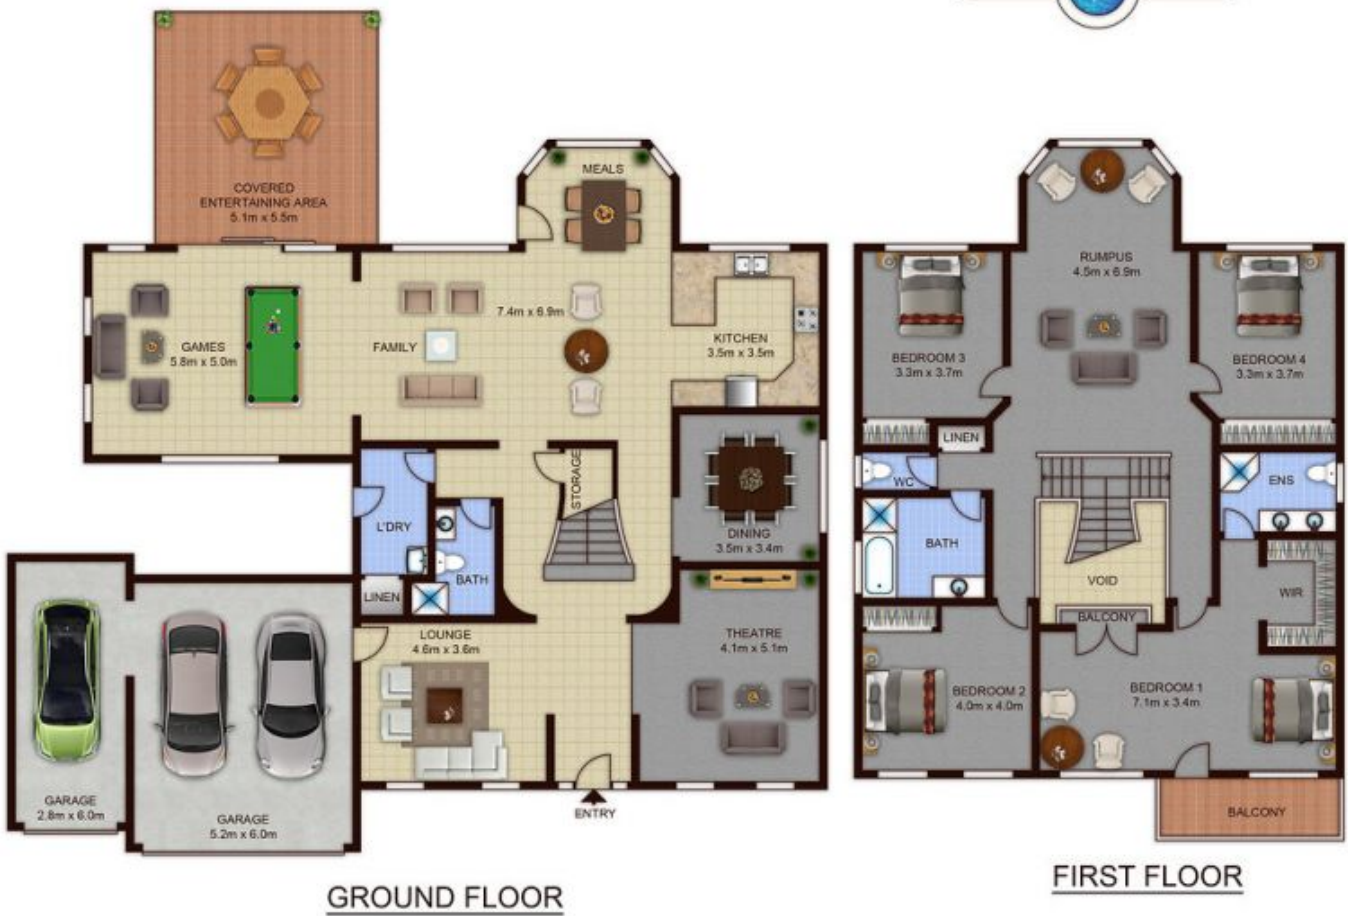 COVERED
ENTERTAINING AREA
5.1m x 5.5m
MEALS
GAMES
5.8m x 5.0m
FAMILY
7.4m x 6.9m
KITCHEN
3.5m x 3.5m
STORAGE
L'DRY
BATH
LINEN
DINING
3.5m x 3.4m
LOUNGE
4.6m x 3.6m
THEATRE
4.1m x 5.1m
GARAGE
2.8m x 6.0m
GARAGE
5.2m x 6.0m
ENTRY
GROUND FLOOR
RUMPUS
4.5m x 6.9m
BEDROOM 3
3.3m x 3.7m
BEDROOM 4
3.3m x 3.7m
LINEN
WC
ENS
BATH
VOID
WIR
BALCONY
BEDROOM 2
4.0m x 4.0m
BEDROOM 1
7.1m x 3.4m
BALCONY
FIRST FLOOR